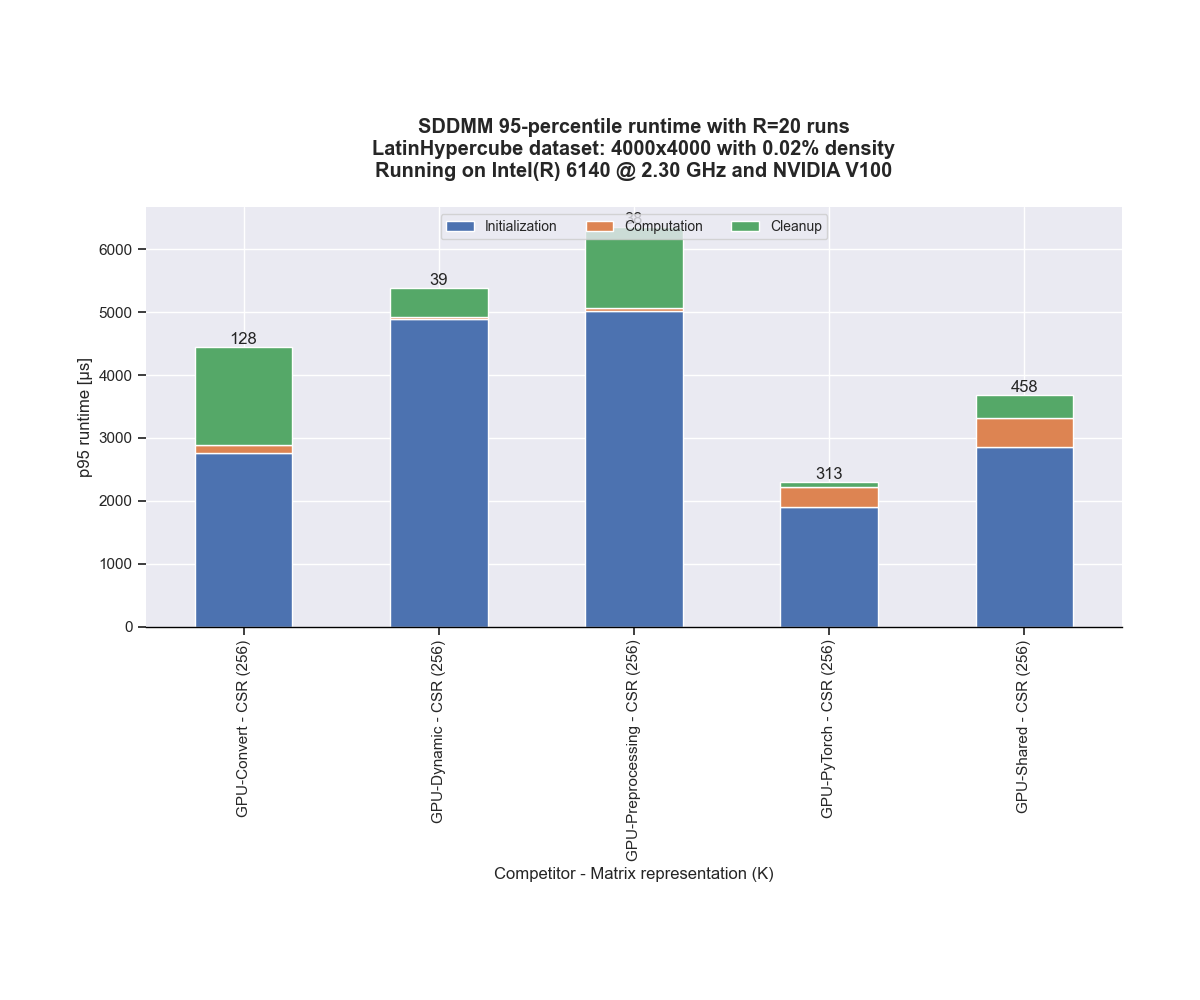 SDDMM 95-percentile runtime with R=20 runs
LatinHypercube dataset: 4000x4000 with 0.02% density
Running on Intel(R) 6140 @ 2.30 GHz and NVIDIA V100
Initialization
Computation
Cleanup
128
39
313
458
p95 runtime [µs]
6000
5000
4000
3000
2000
1000
0
GPU-Convert - CSR (256)
GPU-Dynamic - CSR (256)
GPU-Preprocessing - CSR (256)
GPU-PyTorch - CSR (256)
GPU-Shared - CSR (256)
Competitor - Matrix representation (K)